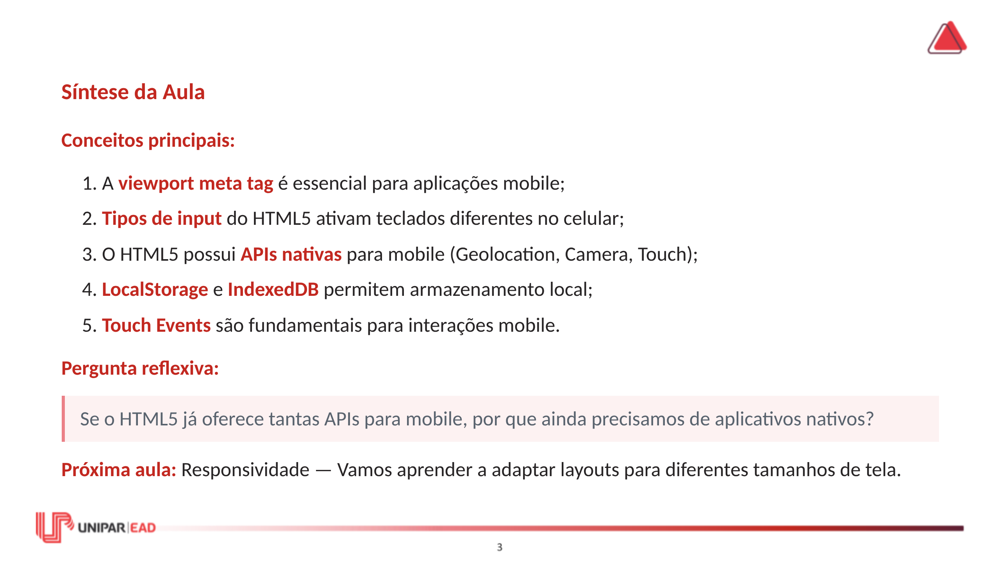 Síntese da Aula
Conceitos principais:
1. A viewport meta tag é essencial para aplicações mobile;
2. Tipos de input do HTML5 ativam teclados diferentes no celular;
3. O HTML5 possui APIs nativas para mobile (Geolocation, Camera, Touch);
4. LocalStorage e IndexedDB permitem armazenamento local;
5. Touch Events são fundamentais para interações mobile.
Pergunta reflexiva:
Se o HTML5 já oferece tantas APIs para mobile, por que ainda precisamos de aplicativos nativos?
Próxima aula: Responsividade — Vamos aprender a adaptar layouts para diferentes tamanhos de tela.
UNIPAR|EAD
3